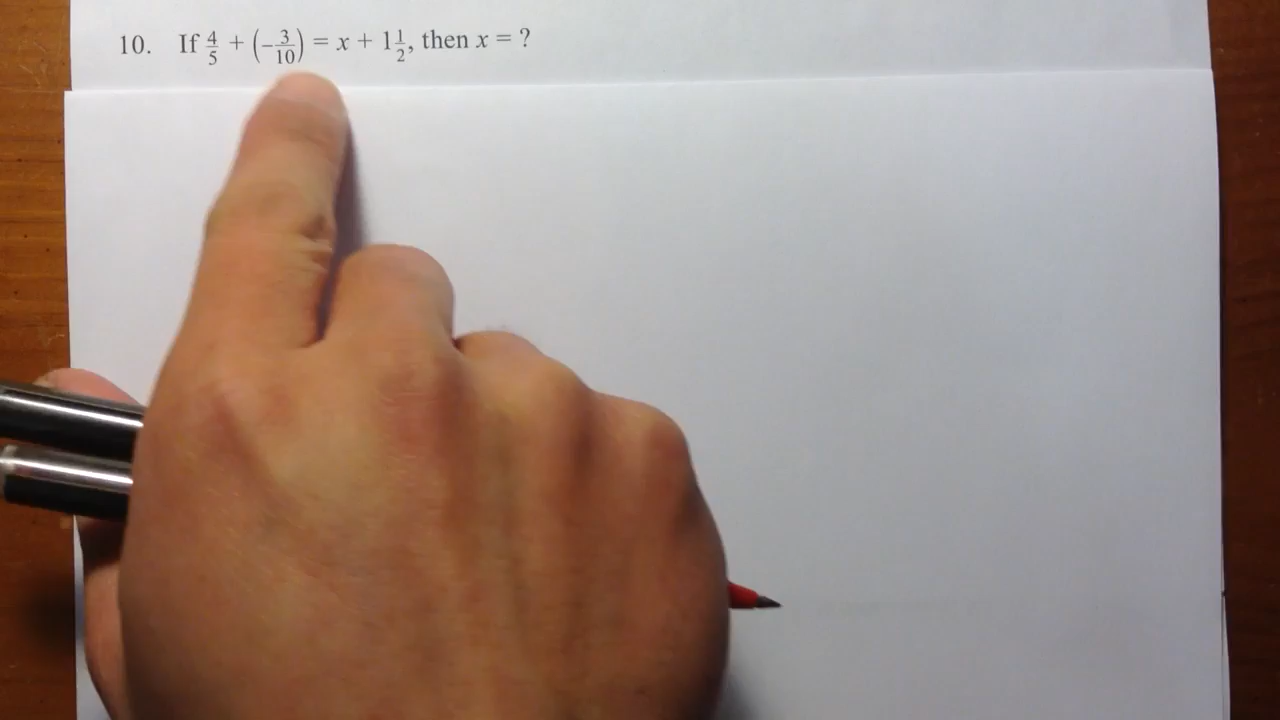 10. If 4/5 + (−3/10) = x + 1 1/2, then x = ?